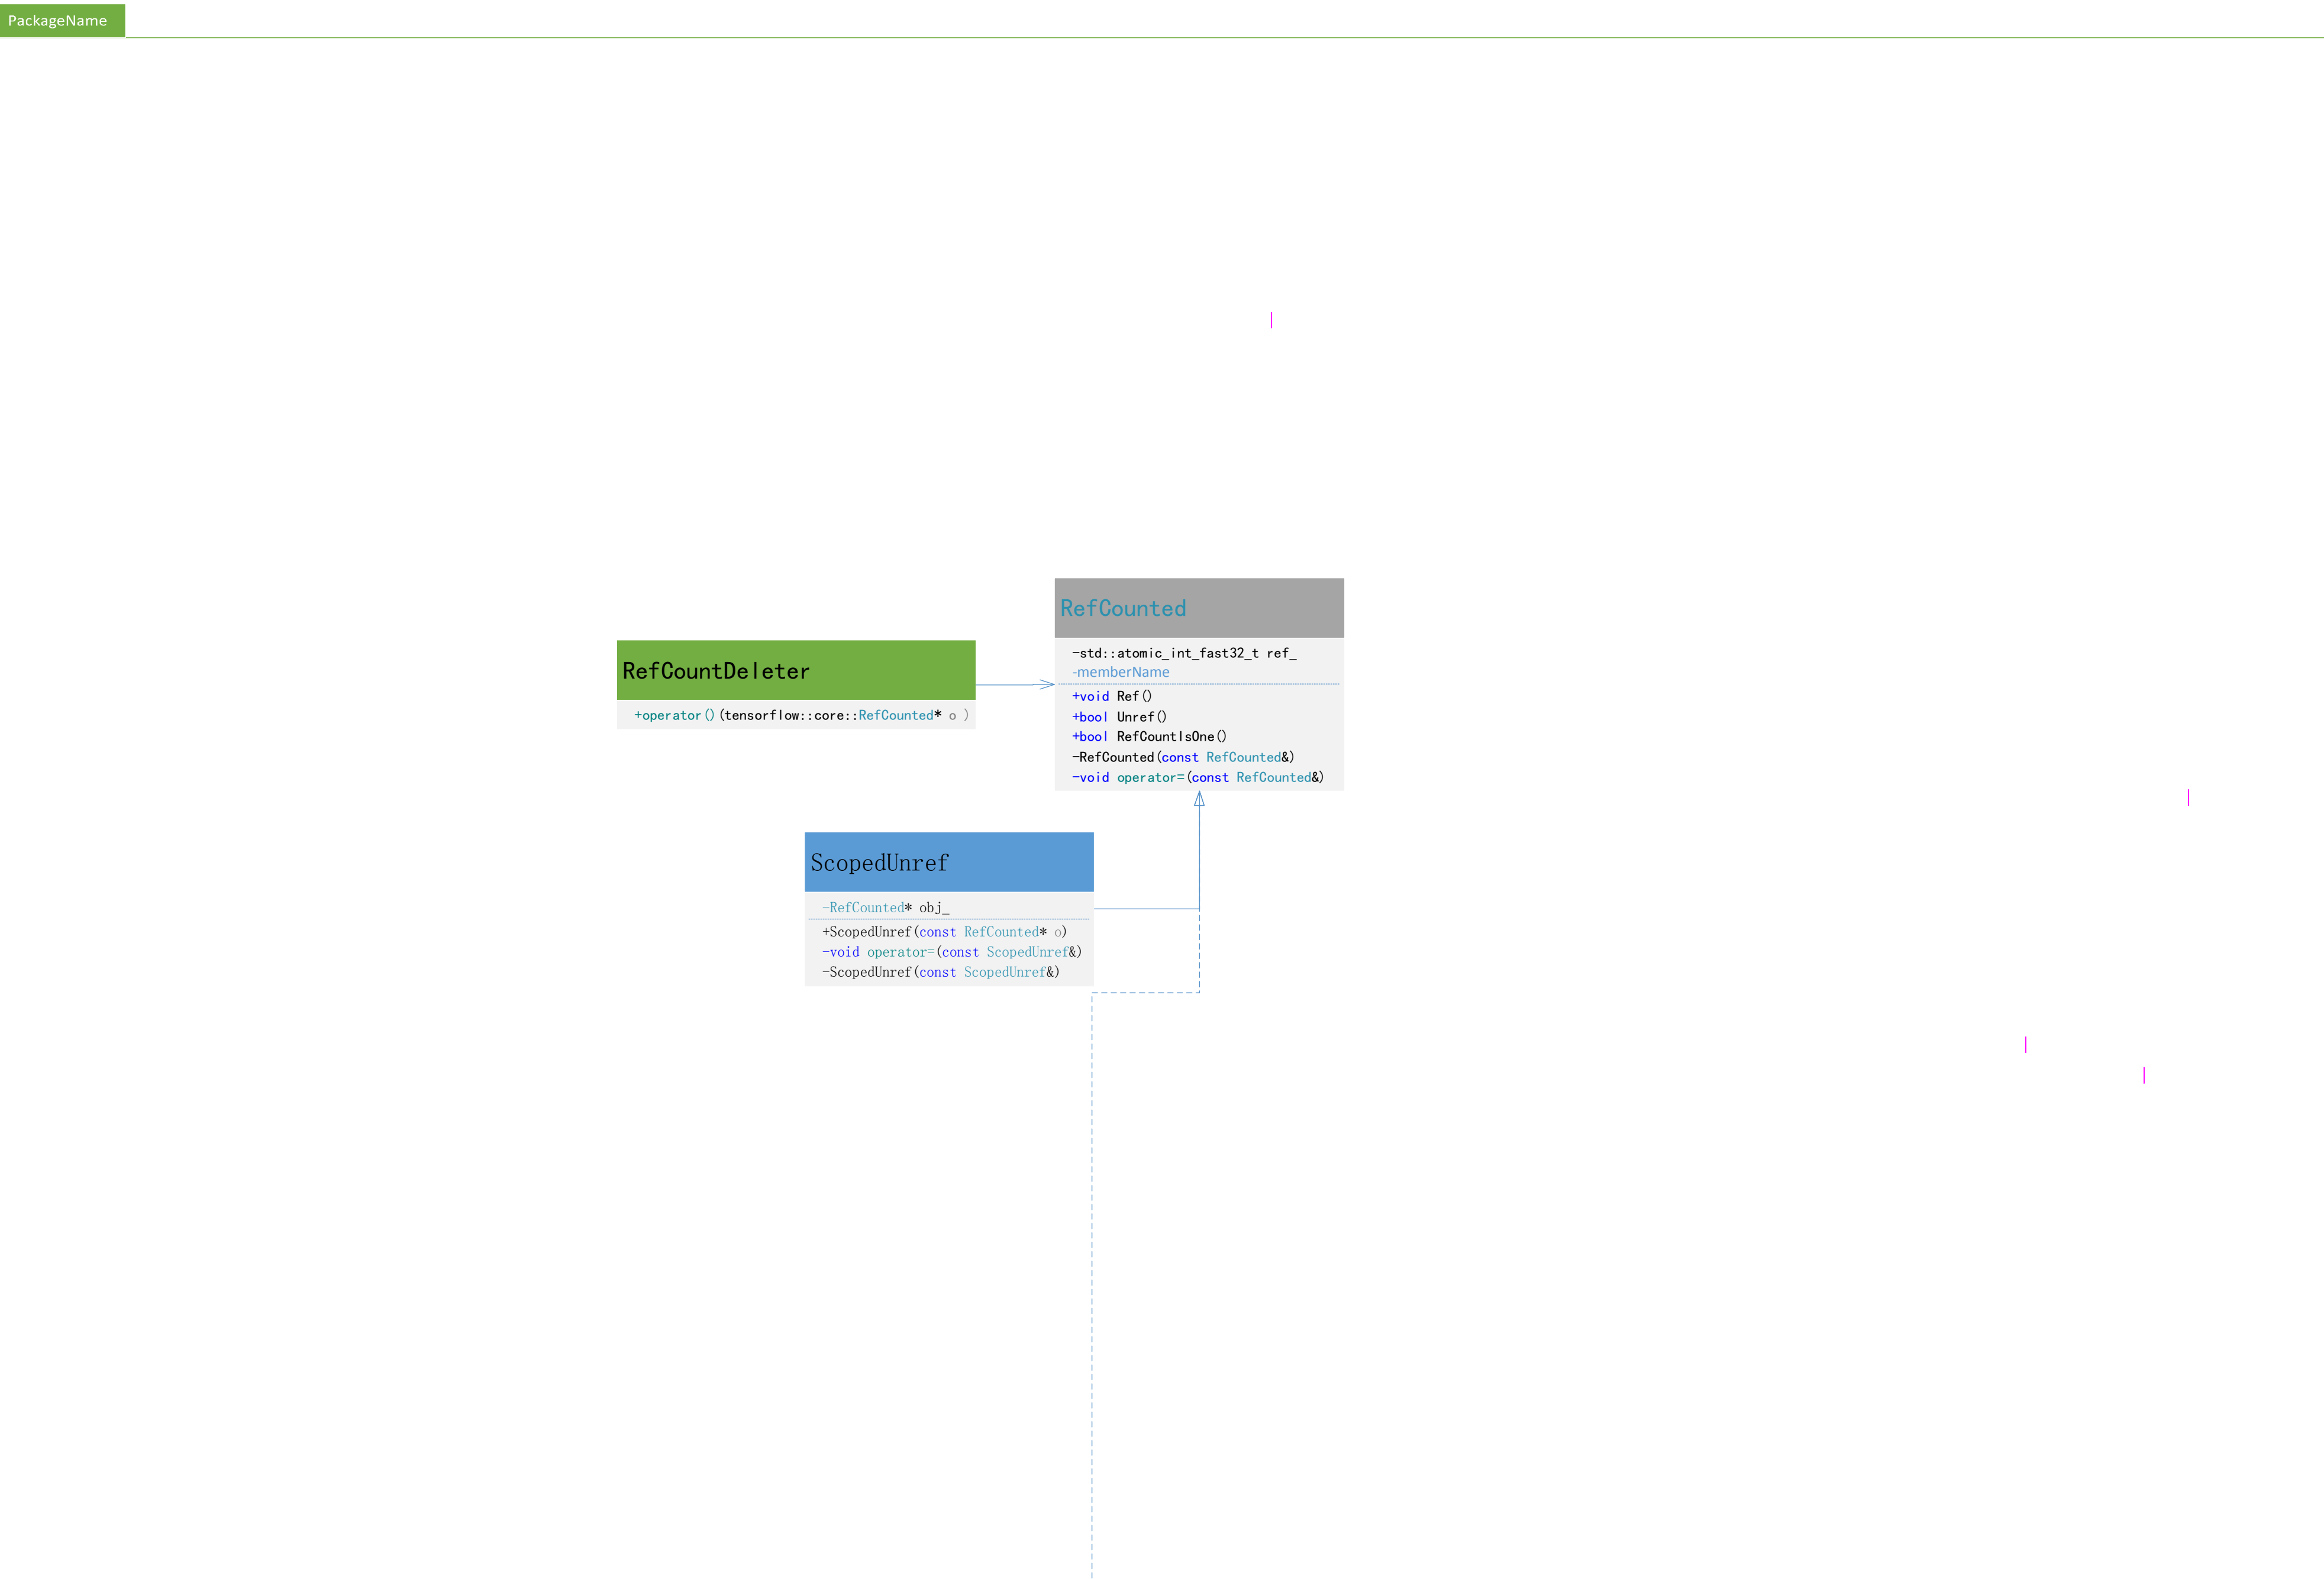 PackageName
RefCounted
-std::atomic_int_fast32_t ref_
-memberName
+void Ref()
+bool Unref()
+bool RefCountIsOne()
-RefCounted(const RefCounted&)
-void operator=(const RefCounted&)
RefCountDeleter
+operator()(tensorflow::core::RefCounted* o )
ScopedUnref
-RefCounted* obj_
+ScopedUnref(const RefCounted* o)
-void operator=(const ScopedUnref&)
-ScopedUnref(const ScopedUnref&)